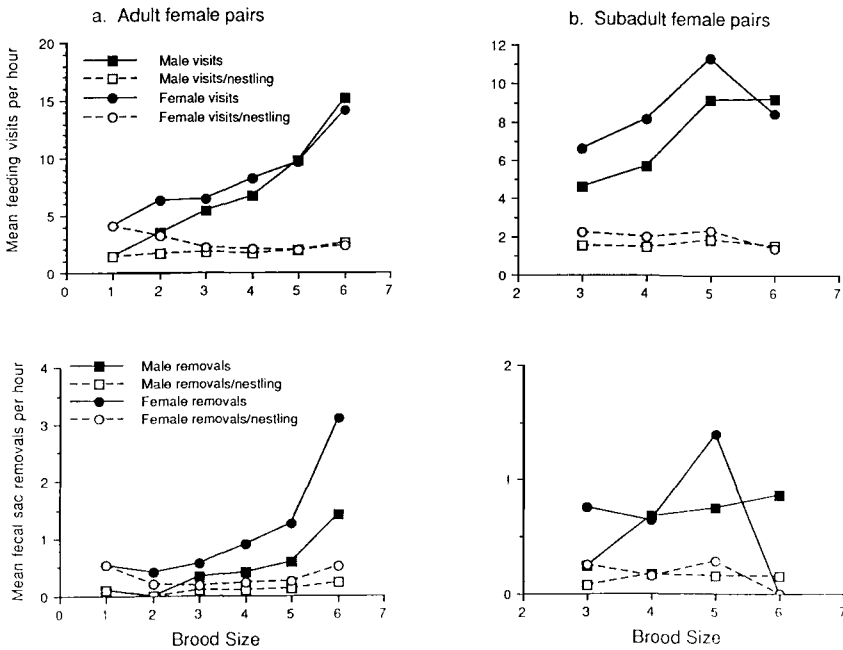 a. Adult female pairs
Mean feeding visits per hour
20
15
10
5
0
Male visits
Male visits/nestling
Female visits
Female visits/nestling
0 1 2 3 4 5 6 7
b. Subadult female pairs
12
10
8
6
4
2
0
2 3 4 5 6 7
Mean fecal sac removals per hour
4
3
2
1
0
Male removals
Male removals/nestling
Female removals
Female removals/nestling
0 1 2 3 4 5 6 7
Brood Size
2
1
0
2 3 4 5 6 7
Brood Size